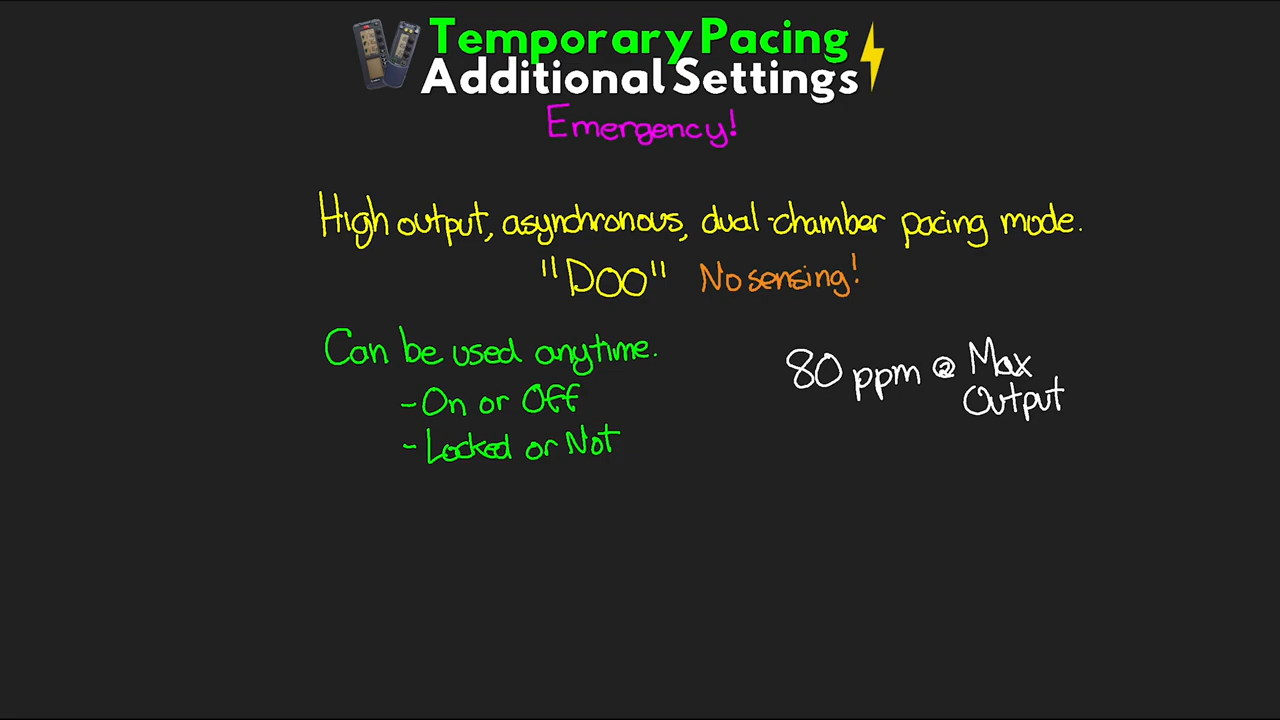 Temporary Pacing
Additional Settings
Emergency!
High output, asynchronous, dual-chamber pacing mode.
"DOO" No sensing!
Can be used anytime.
- On or Off
- Locked or Not
80 ppm @ Max
Output